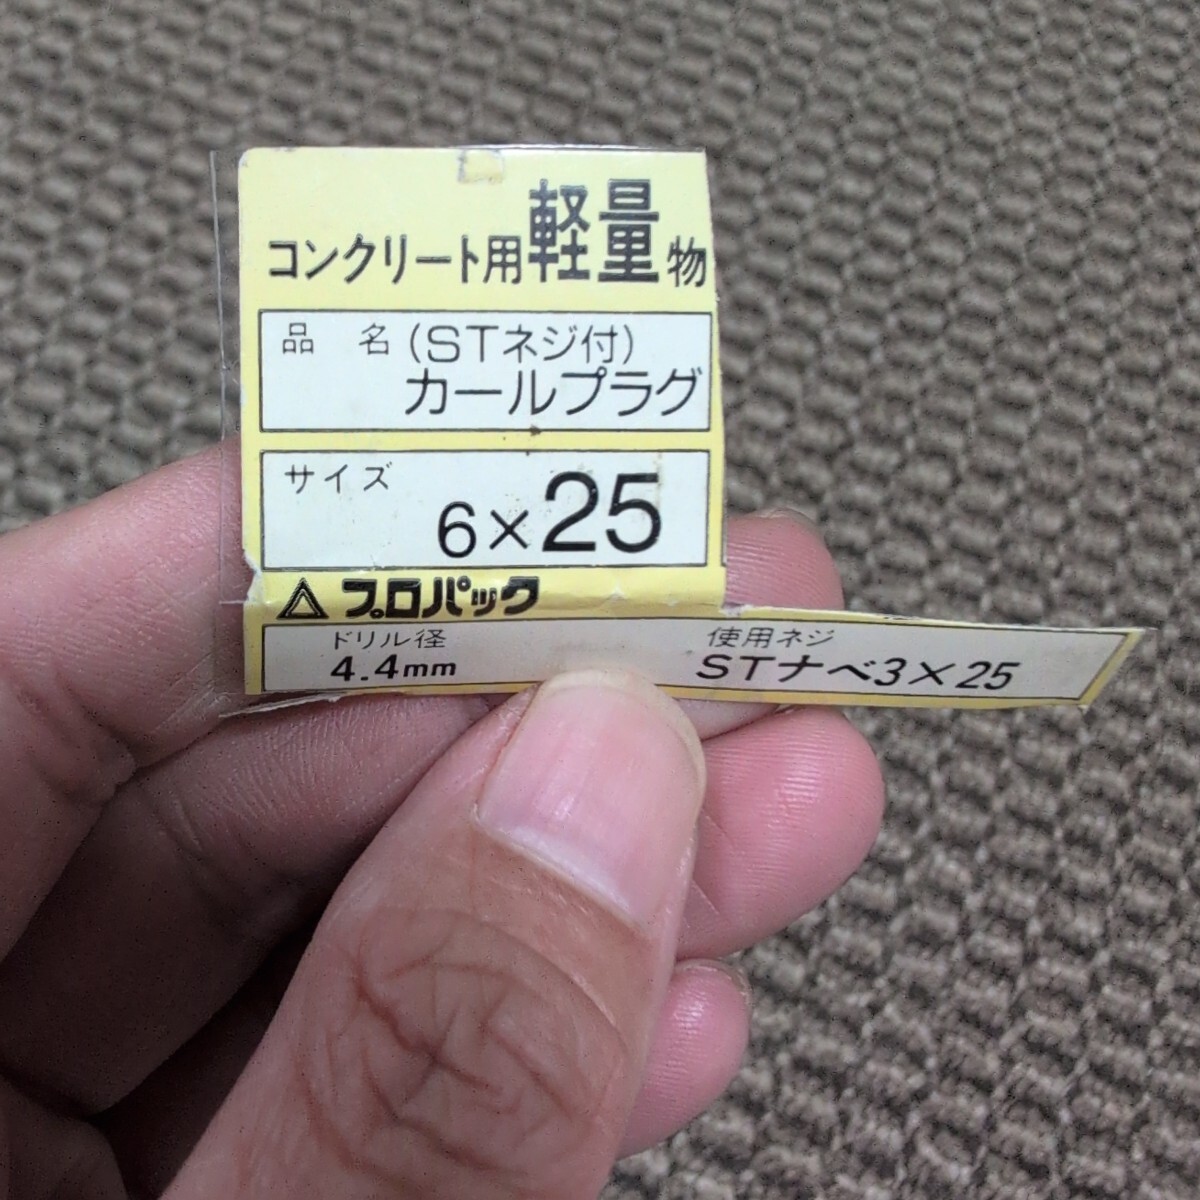 コンクリート用軽量物
品名(STネジ付)
カールプラグ
サイズ
6×25
プロパック
ドリル径 使用ネジ
4.4mm STナベ3×25